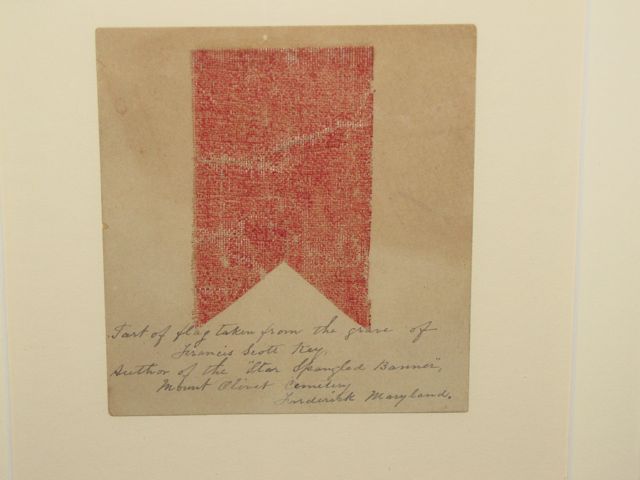 Part of flag taken from the grave of
Francis Scott Key,
Author of the "Star Spangled Banner",
Mount Olivet Cemetery
Frederick Maryland.